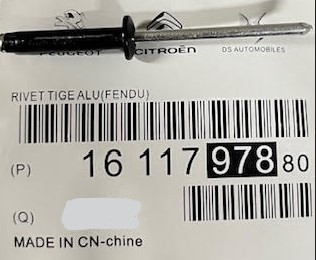 PEUGEOT CITROËN DS AUTOMOBILES
RIVET TIGE ALU(FENDU)
(P) 16 117 978 80
(Q)
MADE IN CN-chine